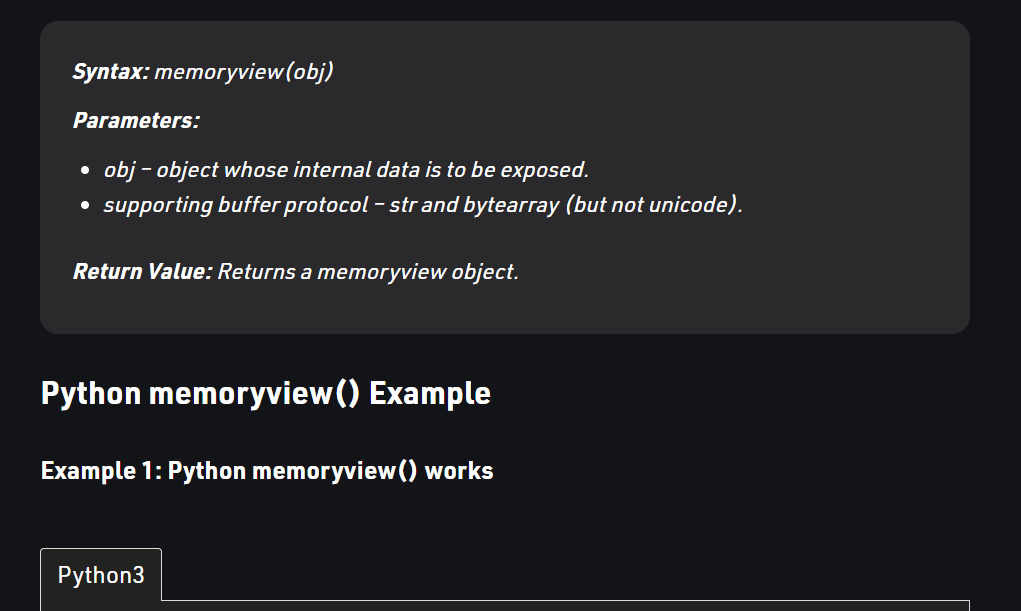 Syntax: memoryview(obj)
Parameters:
• obj – object whose internal data is to be exposed.
• supporting buffer protocol – str and bytearray (but not unicode).
Return Value: Returns a memoryview object.
Python memoryview() Example
Example 1: Python memoryview() works
Python3